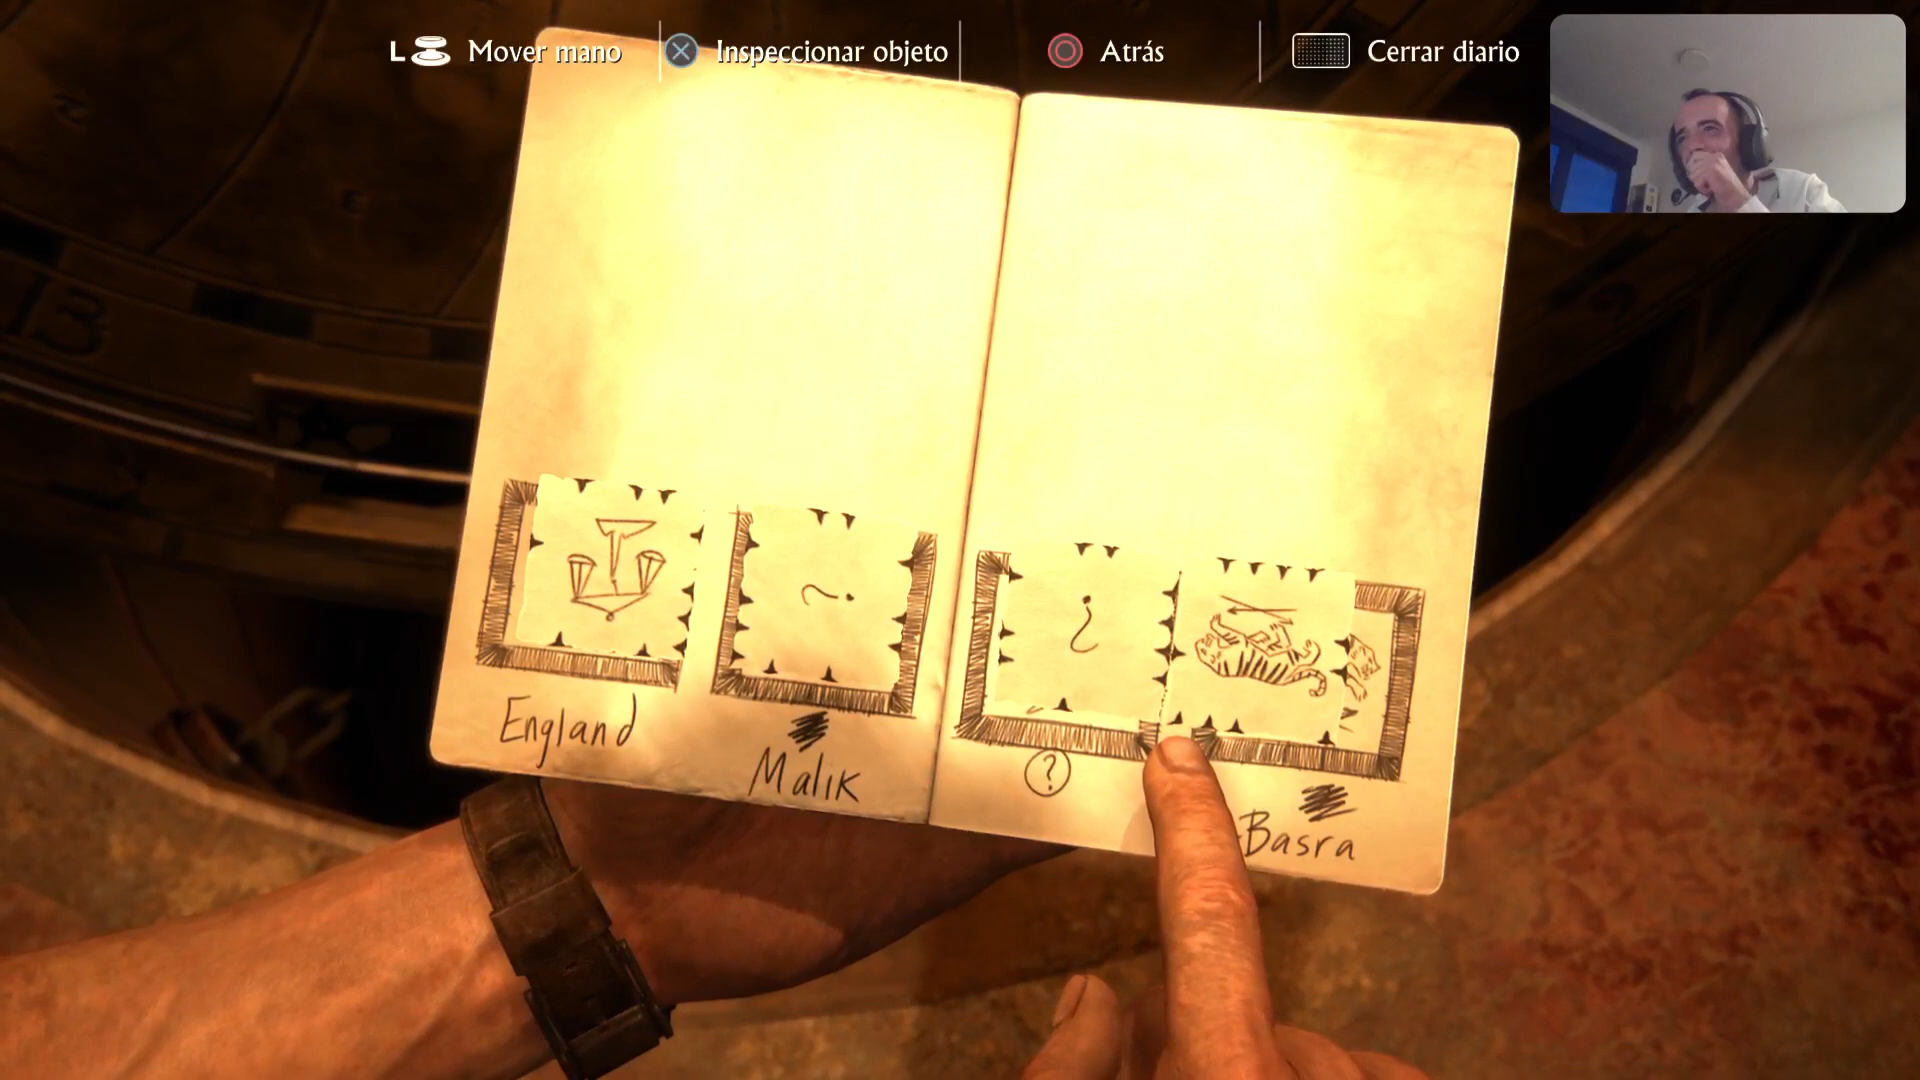 L Mover mano Inspeccionar objeto Atrás Cerrar diario
England
Malik
?
Basra